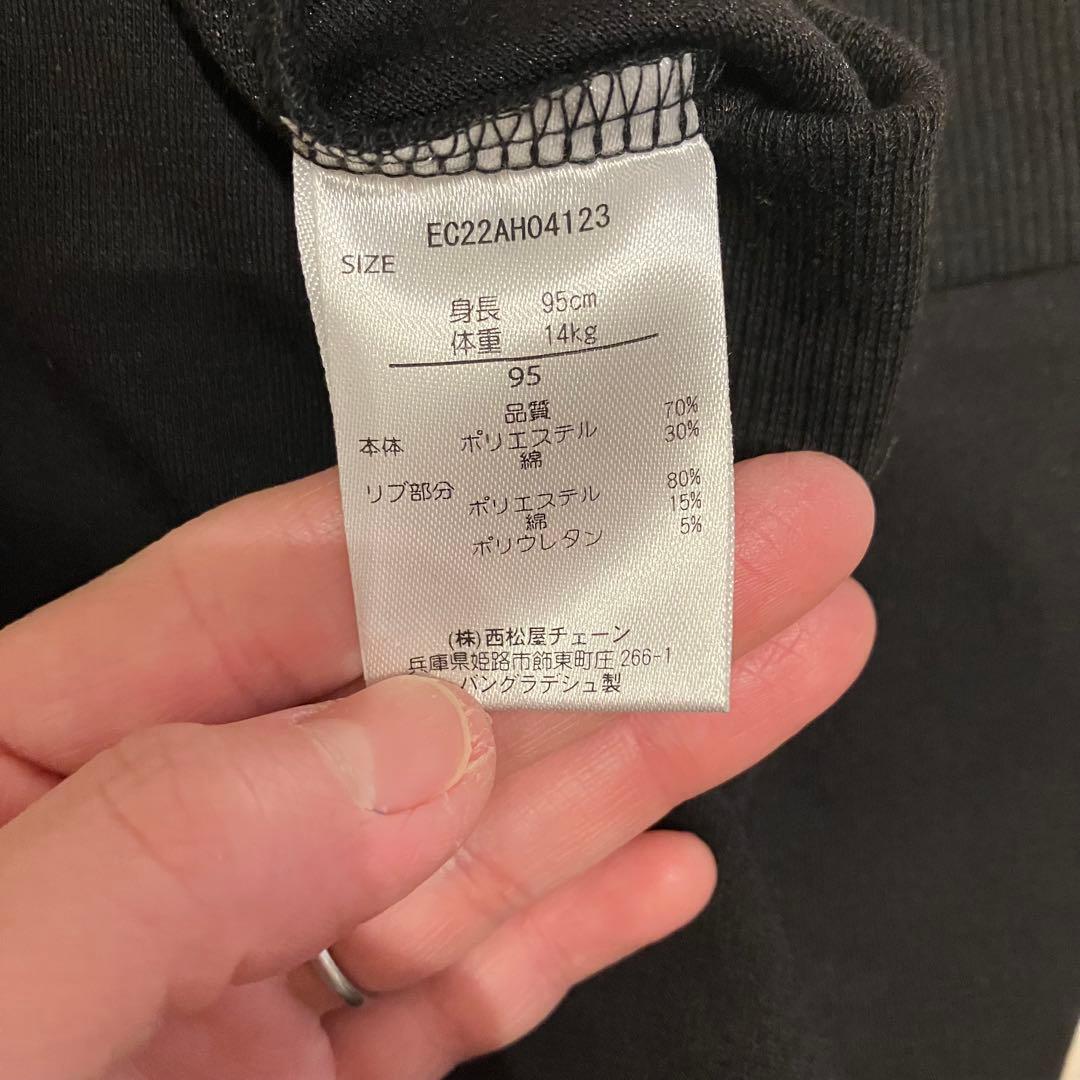 EC22AH04123
SIZE
身長 95cm
体重 14kg
95
品質
本体 ポリエステル 70%
綿 30%
リブ部分 ポリエステル 80%
綿 15%
ポリウレタン 5%
(株)西松屋チェーン
兵庫県姫路市飾東町庄 266-1
バングラデシュ製